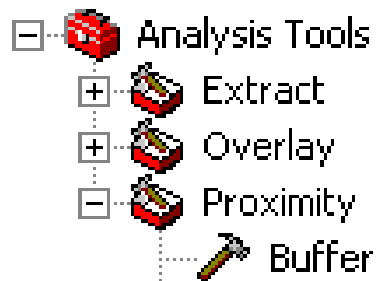 Analysis Tools
Extract
Overlay
Proximity
Buffer